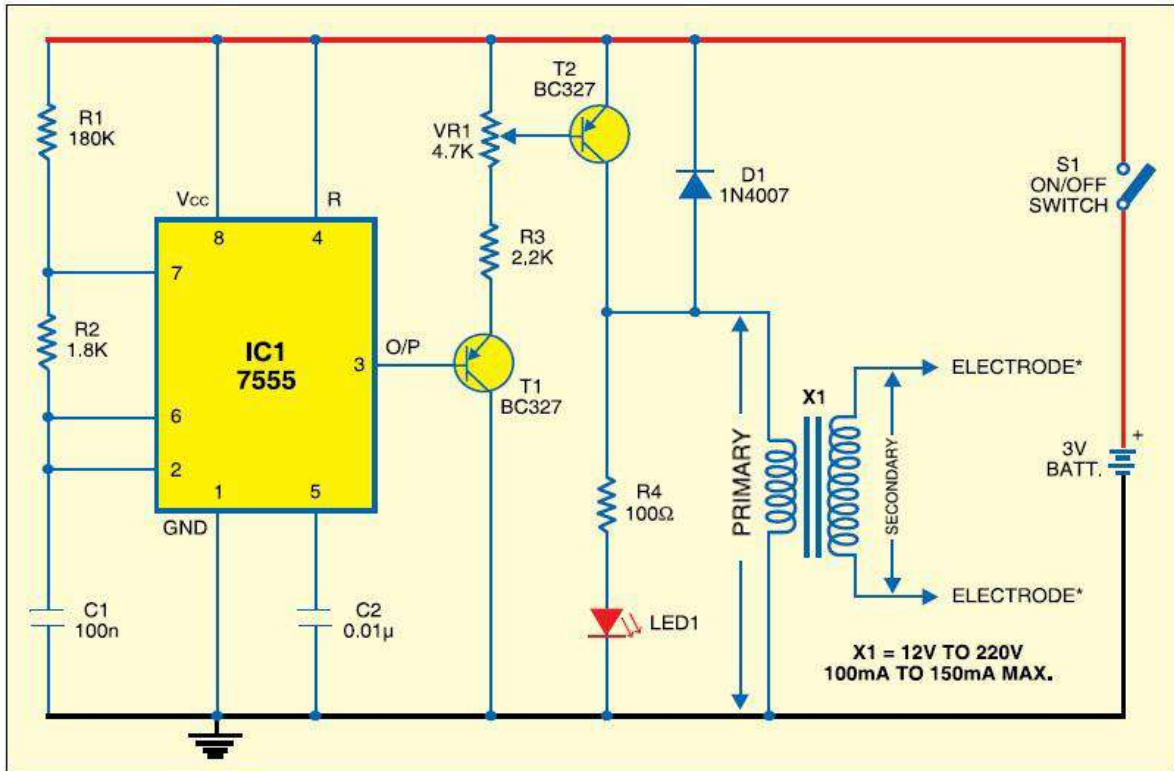 R1
180K
Vcc
R
8
4
7
R2
1.8K
IC1
7555
3
O/P
6
2
1
5
GND
C1
100n
C2
0.01µ
VR1
4.7K
R3
2,2K
T1
BC327
T2
BC327
D1
1N4007
R4
100Ω
LED1
PRIMARY
X1
SECONDARY
ELECTRODE*
ELECTRODE*
X1 = 12V TO 220V
100mA TO 150mA MAX.
S1
ON/OFF
SWITCH
+
3V
BATT.